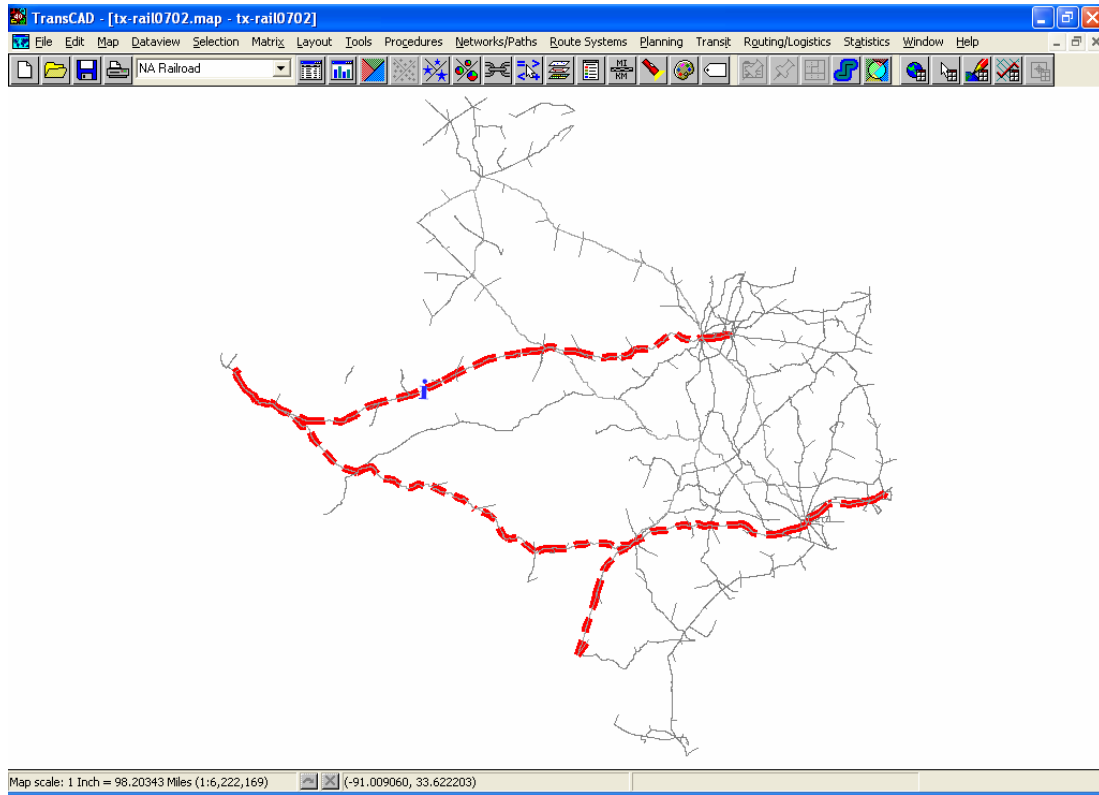 TransCAD - [tx-rail0702.map - tx-rail0702]
File Edit Map Dataview Selection Matrix Layout Tools Procedures Networks/Paths Route Systems Planning Transit Routing/Logistics Statistics Window Help
NA Railroad MI KM
i
Map scale: 1 Inch = 98.20343 Miles (1:6,222,169) (-91.009060, 33.622203)